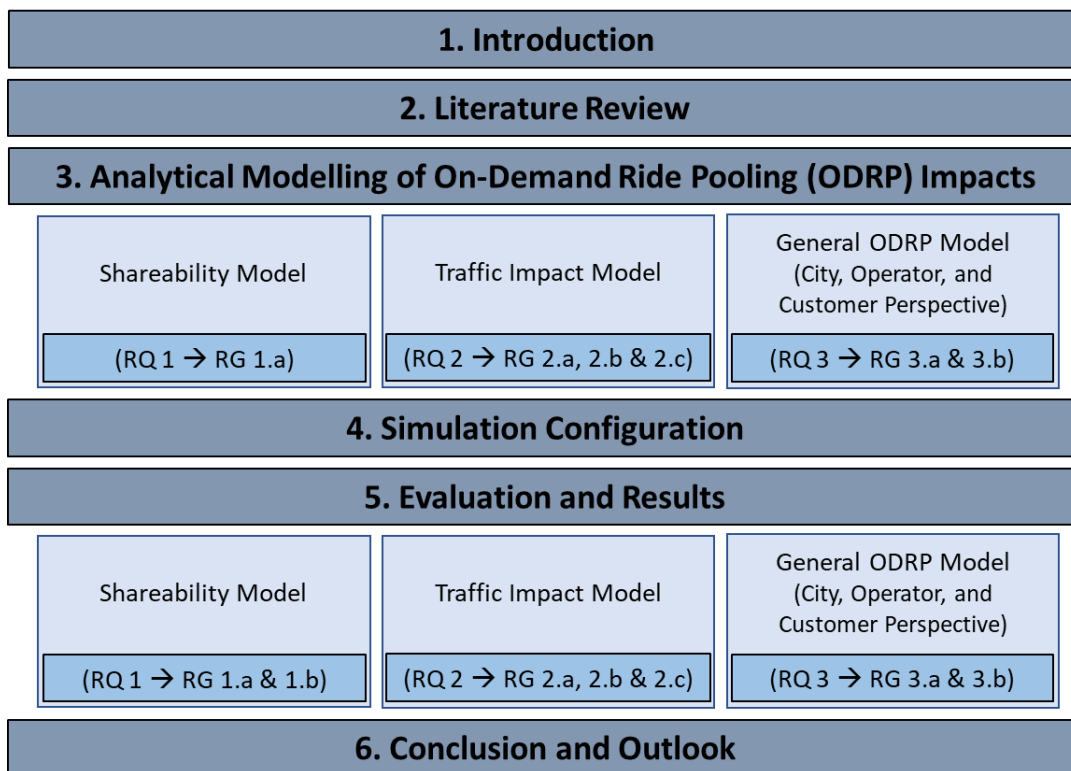 1. Introduction
2. Literature Review
3. Analytical Modelling of On-Demand Ride Pooling (ODRP) Impacts
Shareability Model
(RQ 1 → RG 1.a)
Traffic Impact Model
(RQ 2 → RG 2.a, 2.b & 2.c)
General ODRP Model
(City, Operator, and
Customer Perspective)
(RQ 3 → RG 3.a & 3.b)
4. Simulation Configuration
5. Evaluation and Results
Shareability Model
(RQ 1 → RG 1.a & 1.b)
Traffic Impact Model
(RQ 2 → RG 2.a, 2.b & 2.c)
General ODRP Model
(City, Operator, and
Customer Perspective)
(RQ 3 → RG 3.a & 3.b)
6. Conclusion and Outlook